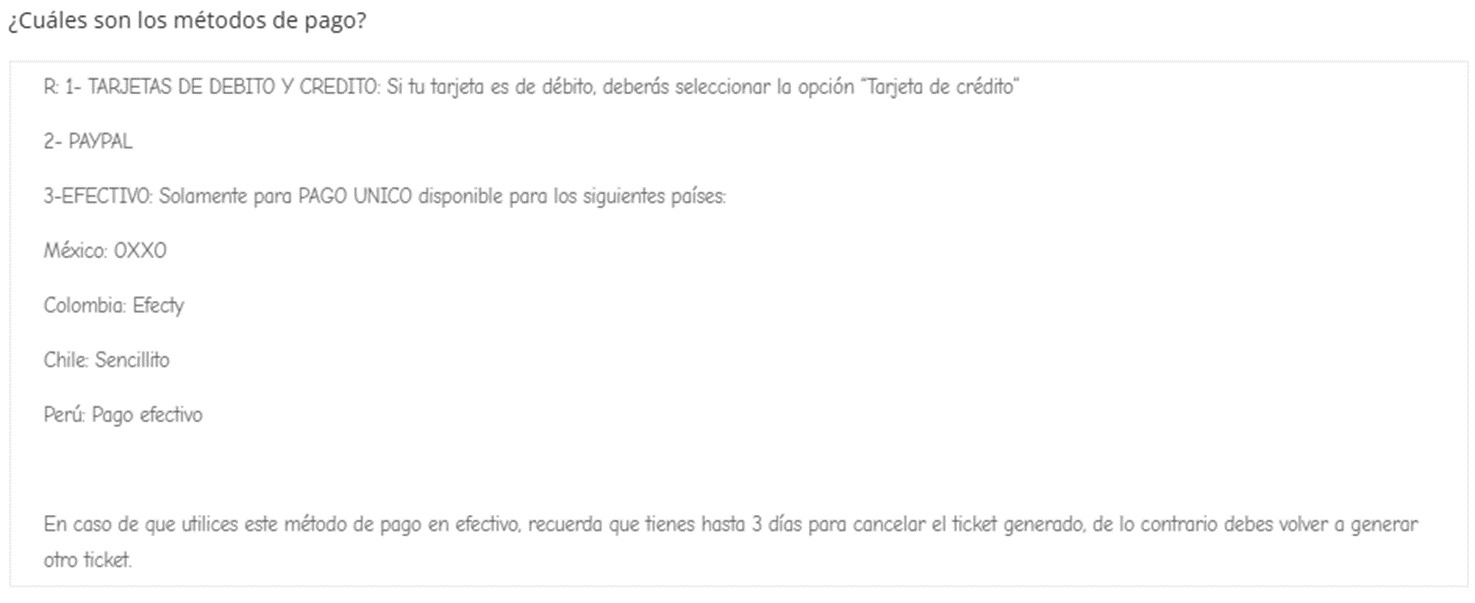 ¿Cuáles son los métodos de pago?
R: 1- TARJETAS DE DEBITO Y CREDITO: Si tu tarjeta es de débito, deberás seleccionar la opción “Tarjeta de crédito”
2- PAYPAL
3-EFECTIVO: Solamente para PAGO UNICO disponible para los siguientes países:
México: OXXO
Colombia: Efecty
Chile: Sencillito
Perú: Pago efectivo
En caso de que utilices este método de pago en efectivo, recuerda que tienes hasta 3 días para cancelar el ticket generado, de lo contrario debes volver a generar
otro ticket.